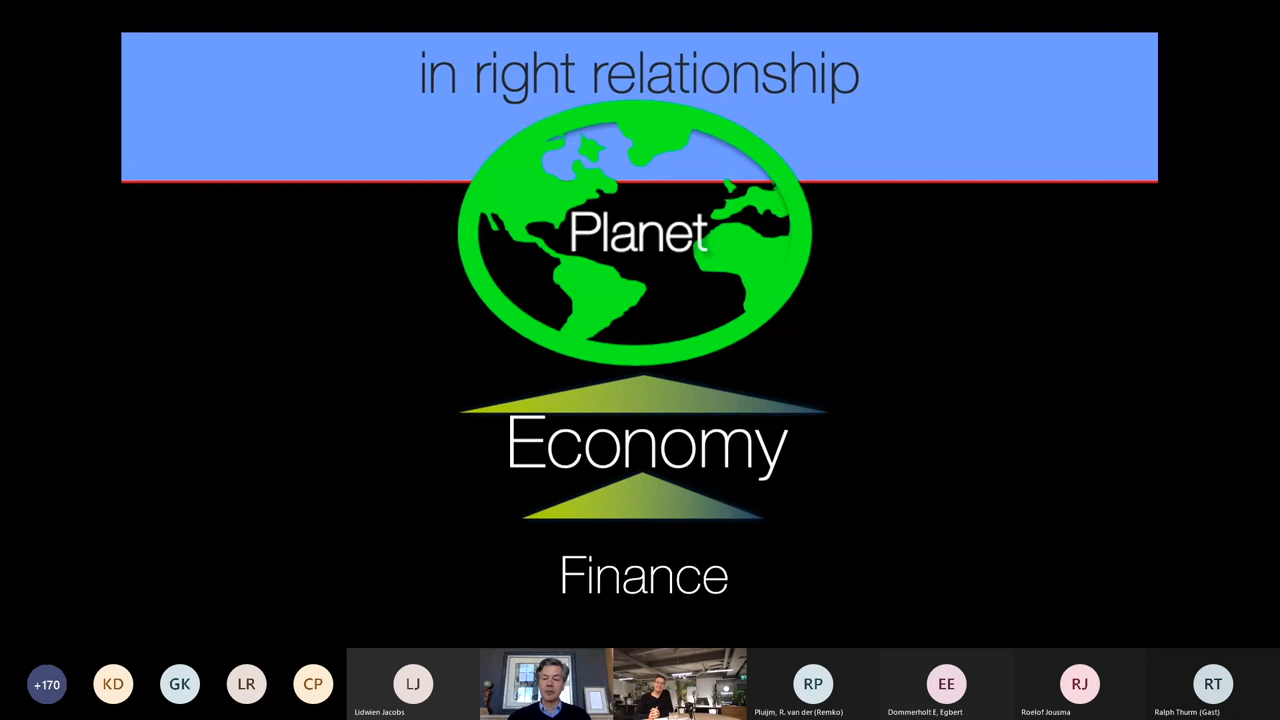 in right relationship
Planet
Economy
Finance
+170
KD
GK
LR
CP
LJ
RP
EE
RJ
RT
Lidwien Jacobs
Pluijm, R. van der (Remko)
Dommerholt E, Egbert
Roelof Jousma
Ralph Thurm (Gast)